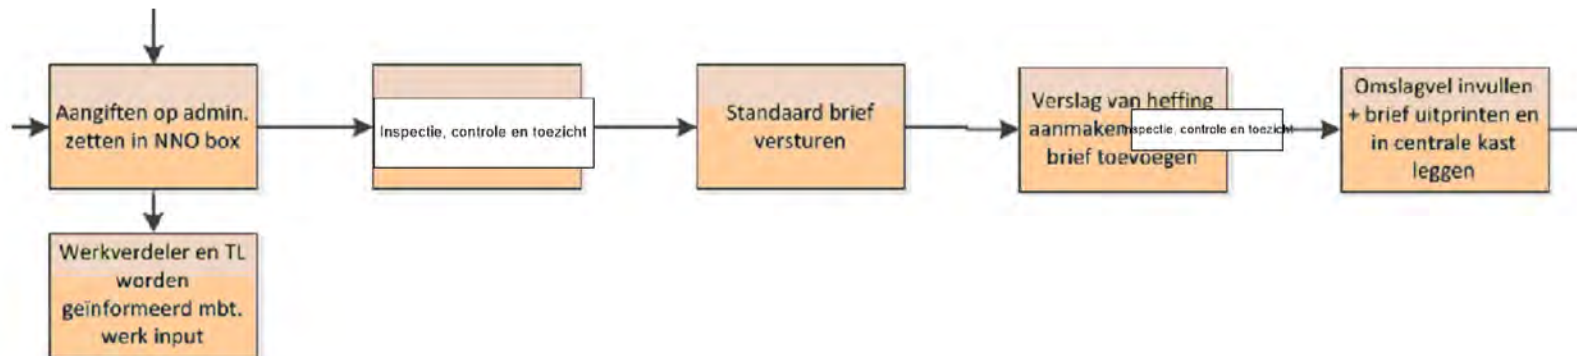 Aangiften op admin.
zetten in NNO box
Inspectie, controle en toezicht
Standaard brief
versturen
Verslag van heffing
aanmaken
brief toevoegen
controle en toezicht
Omslagvel invullen
+ brief uitprinten en
in centrale kast
leggen
Werkverdeler en TL
worden
geïnformeerd mbt.
werk input